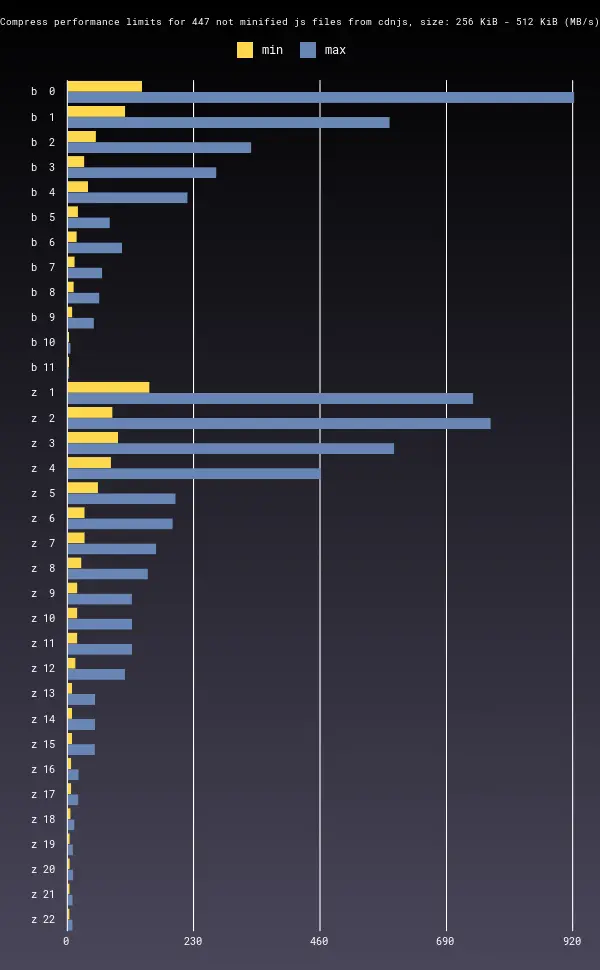 Compress performance limits for 447 not minified js files from cdnjs, size: 256 KiB - 512 KiB (MB/s)
min max
b 0
b 1
b 2
b 3
b 4
b 5
b 6
b 7
b 8
b 9
b 10
b 11
z 1
z 2
z 3
z 4
z 5
z 6
z 7
z 8
z 9
z 10
z 11
z 12
z 13
z 14
z 15
z 16
z 17
z 18
z 19
z 20
z 21
z 22
0 230 460 690 920